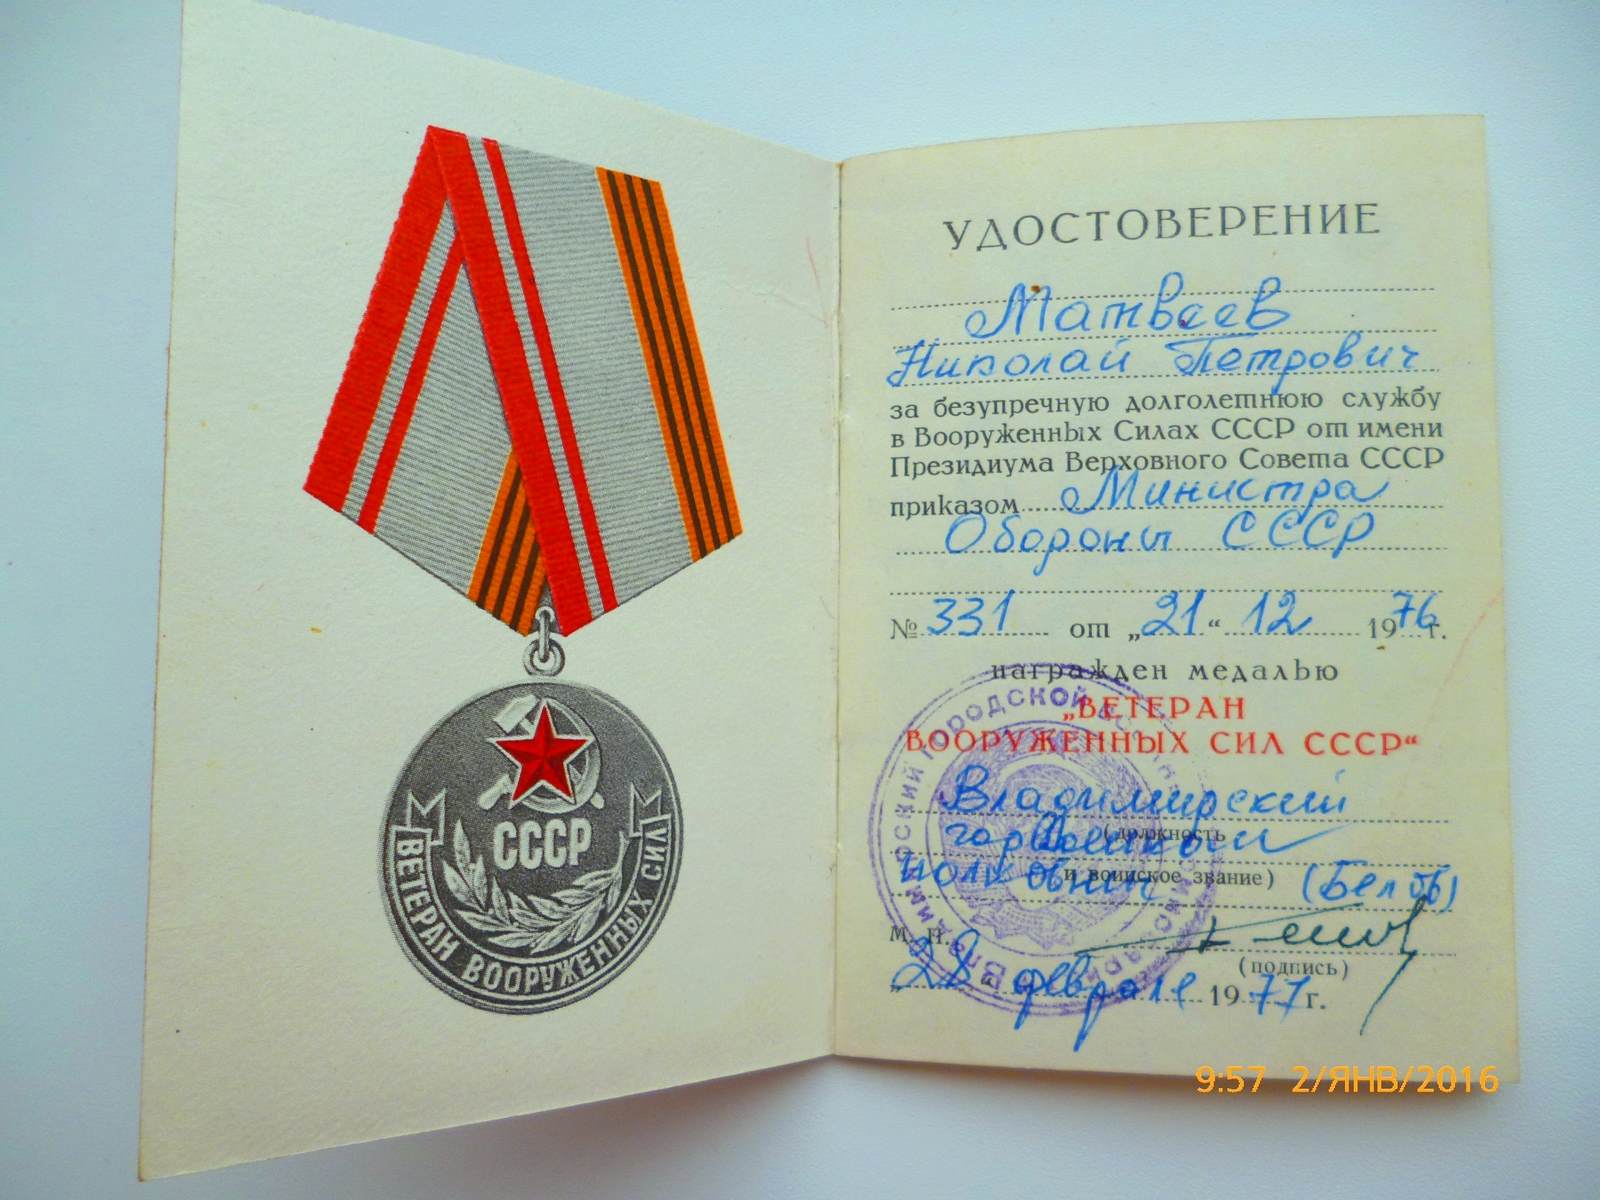 СССР
ВЕТЕРАН ВООРУЖЕННЫХ СИЛ
УДОСТОВЕРЕНИЕ
Матвеев
Николай Петрович
за безупречную долголетнюю службу
в Вооруженных Силах СССР от имени
Президиума Верховного Совета СССР
приказом Министра
Обороны СССР
№ 331 от „21“ 12 1976 г.
награжден медалью
„ВЕТЕРАН
ВООРУЖЕННЫХ СИЛ СССР“
Владимирский
горвоенком
(должность
полковник (Белов)
и воинское звание)
М. П.
(подпись)
„28“ февраля 1977 г.
9:57 2/ЯНВ/2016